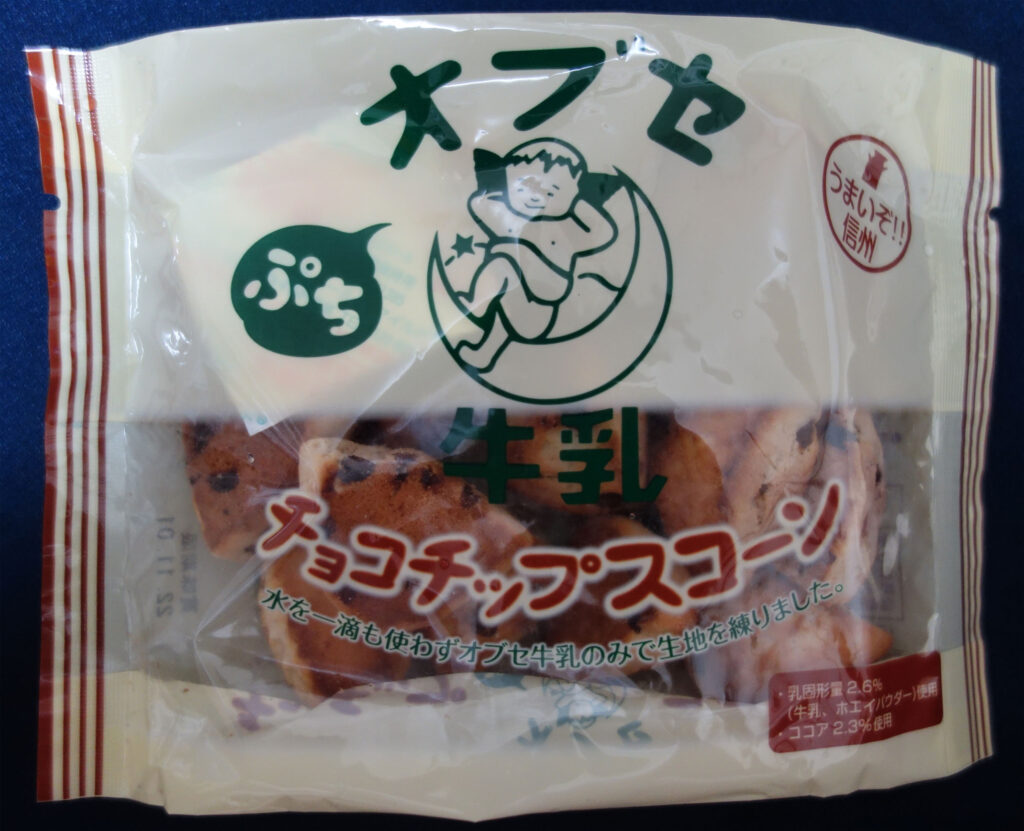 オブセ
うまいぞ!!
信州
ぷち
牛乳
チョコチップスコーン
水を一滴も使わずオブセ牛乳のみで生地を練りました。
・乳固形量2.6%
(牛乳、ホエイパウダー)使用
・ココア2.3%使用
22.11.01